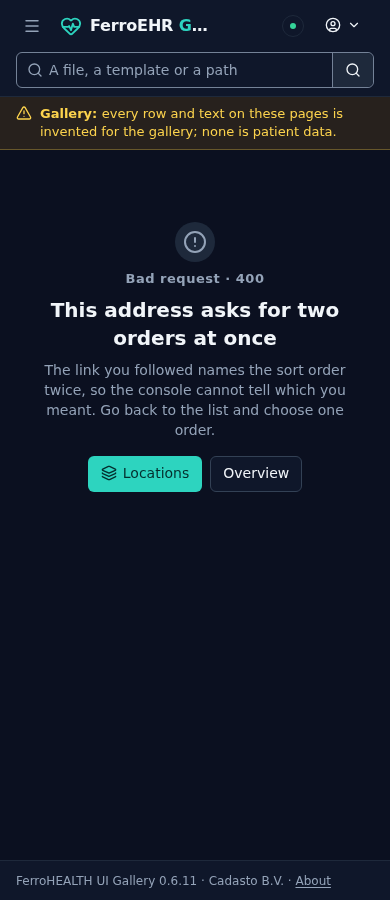 FerroEHR G...
A file, a template or a path
Gallery: every row and text on these pages is
invented for the gallery; none is patient data.
Bad request · 400
This address asks for two
orders at once
The link you followed names the sort order
twice, so the console cannot tell which you
meant. Go back to the list and choose one
order.
Locations
Overview
FerroHEALTH UI Gallery 0.6.11 · Cadasto B.V. · About